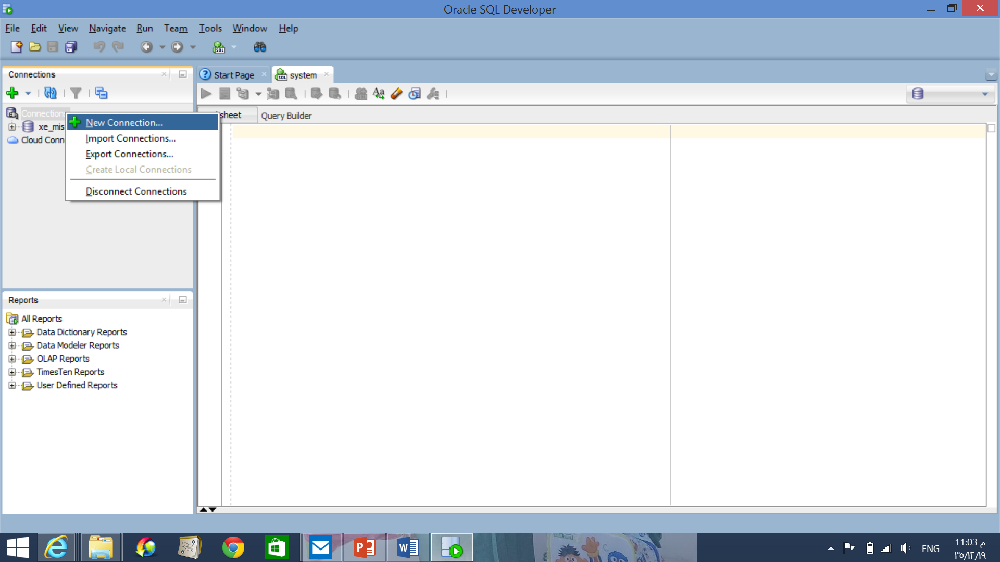 Oracle SQL Developer
File Edit View Navigate Run Team Tools Window Help
Connections
Start Page
system
Connection
sheet
Query Builder
xe_mis
Cloud Conn
New Connection...
Import Connections...
Export Connections...
Create Local Connections
Disconnect Connections
Reports
All Reports
Data Dictionary Reports
Data Modeler Reports
OLAP Reports
TimesTen Reports
User Defined Reports
ENG
11:03 م
٣٥/١٢/١٩